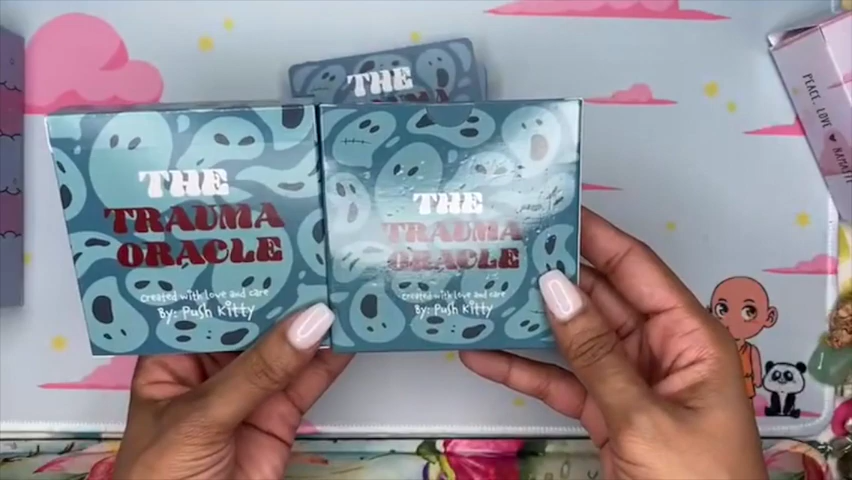 THE
TRAUMA
THE
TRAUMA
ORACLE
created with love and care
By: Push Kitty
THE
TRAUMA
ORACLE
created with love and care
By: Push Kitty
PEACE. LOVE